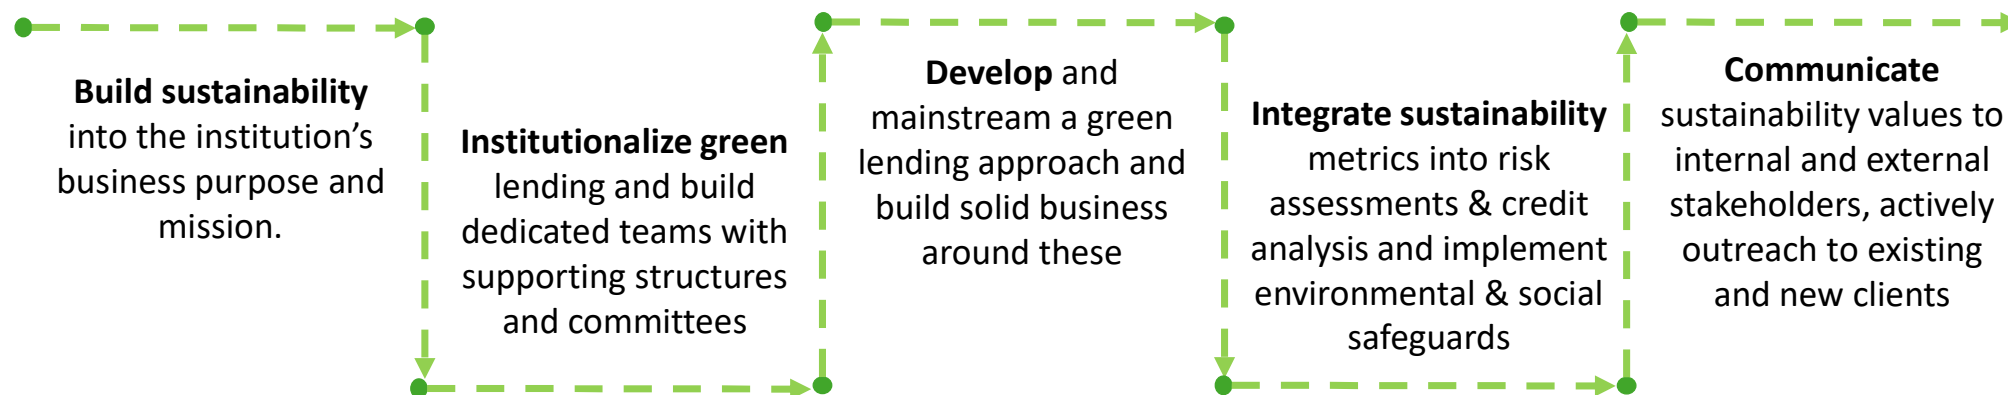 Build sustainability
into the institution’s
business purpose and
mission.
Institutionalize green
lending and build
dedicated teams with
supporting structures
and committees
Develop and
mainstream a green
lending approach and
build solid business
around these
Integrate sustainability
metrics into risk
assessments & credit
analysis and implement
environmental & social
safeguards
Communicate
sustainability values to
internal and external
stakeholders, actively
outreach to existing
and new clients